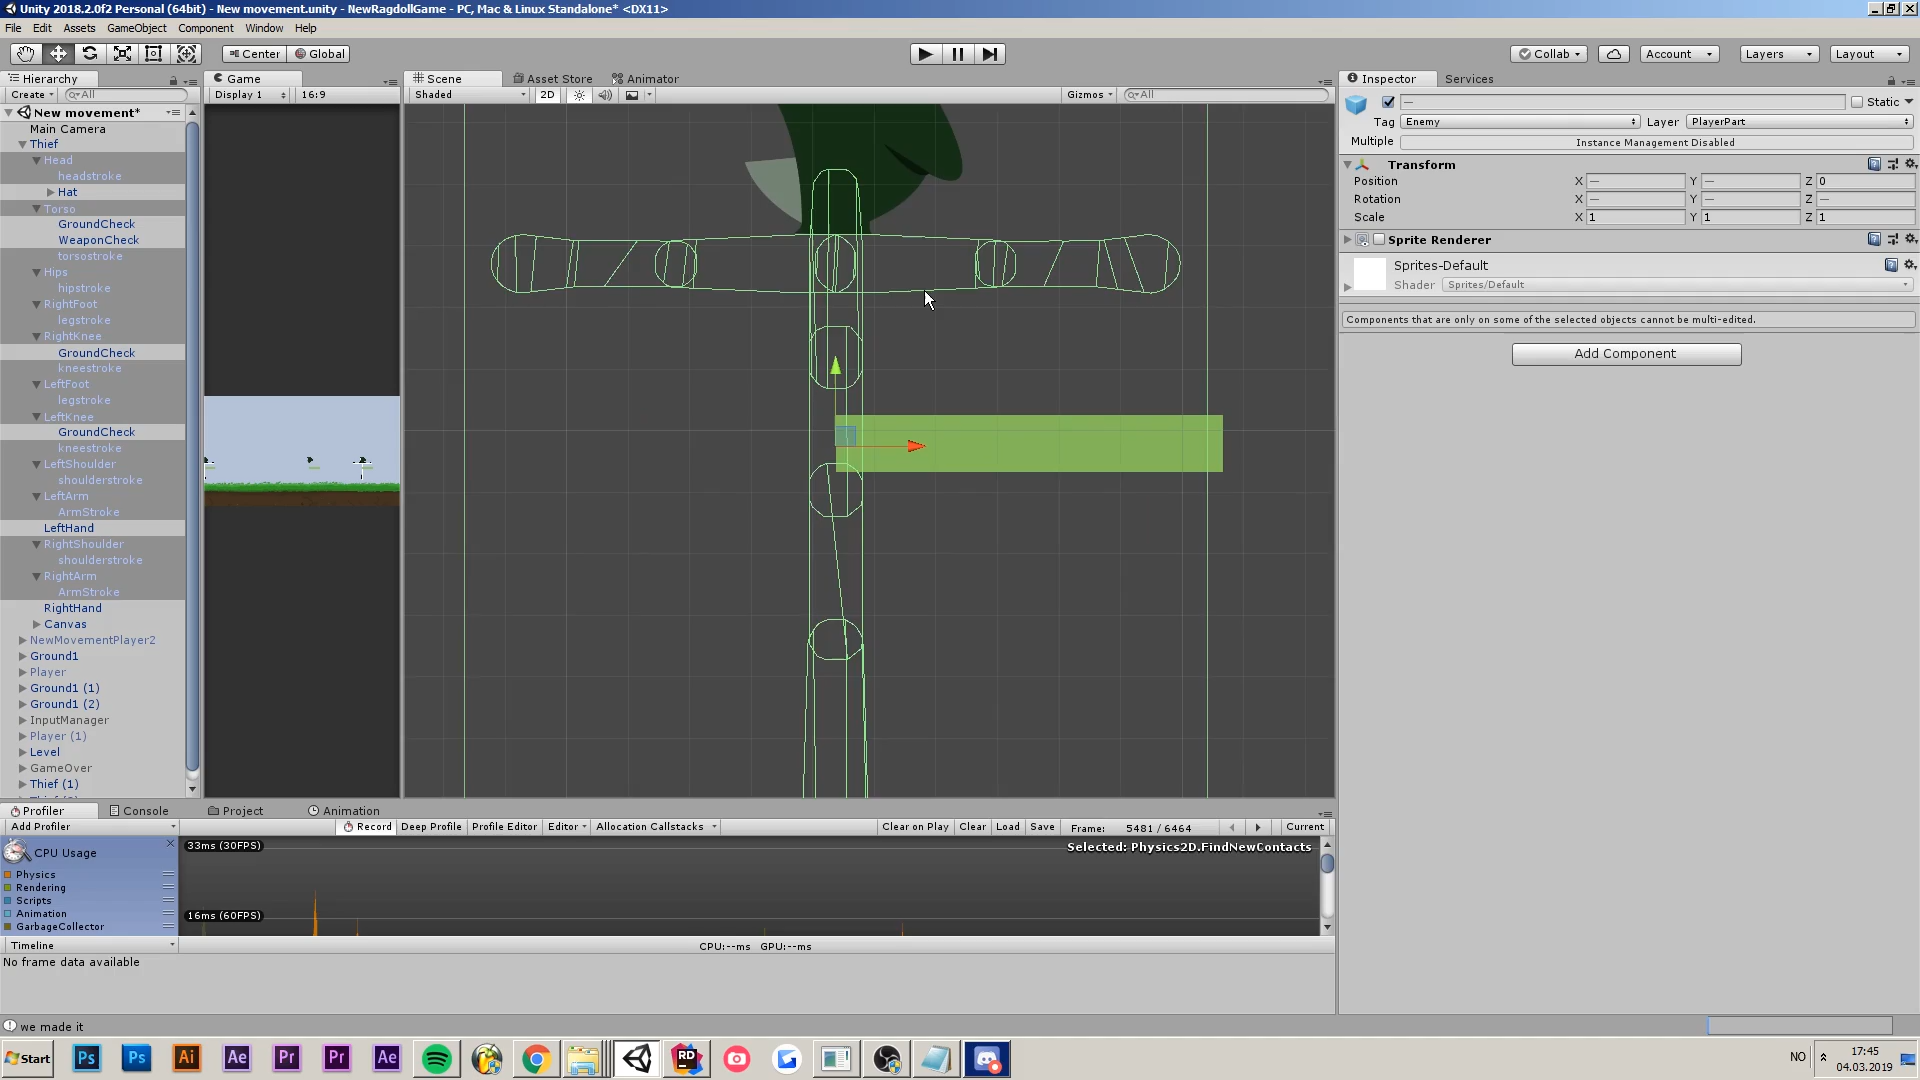 Unity 2018.2.0f2 Personal (64bit) - New movement.unity - NewRagdollGame - PC, Mac & Linux Standalone* <DX11>
File Edit Assets GameObject Component Window Help
Center Global Collab Account Layers Layout
Hierarchy Game Scene Asset Store Animator Inspector Services
Create All Display 1 16:9 Shaded 2D Gizmos All
New movement*
Main Camera
Thief
Head
headstroke
Hat
Torso
GroundCheck
WeaponCheck
torsostroke
Hips
hipstroke
RightFoot
legstroke
RightKnee
GroundCheck
kneestroke
LeftFoot
legstroke
LeftKnee
GroundCheck
kneestroke
LeftShoulder
shoulderstroke
LeftArm
ArmStroke
LeftHand
RightShoulder
shoulderstroke
RightArm
ArmStroke
RightHand
Canvas
NewMovementPlayer2
Ground1
Player
Ground1 (1)
Ground1 (2)
InputManager
Player (1)
Level
GameOver
Thief (1)
— Static
Tag Enemy Layer PlayerPart
Multiple Instance Management Disabled
Transform
Position X — Y — Z 0
Rotation X — Y — Z —
Scale X 1 Y 1 Z 1
Sprite Renderer
Sprites-Default
Shader Sprites/Default
Components that are only on some of the selected objects cannot be multi-edited.
Add Component
Profiler Console Project Animation
Add Profiler Record Deep Profile Profile Editor Editor Allocation Callstacks Clear on Play Clear Load Save Frame: 5481 / 6464 Current
CPU Usage
Physics
Rendering
Scripts
Animation
GarbageCollector
33ms (30FPS)
Selected: Physics2D.FindNewContacts
16ms (60FPS)
Timeline CPU:--ms GPU:--ms
No frame data available
we made it
Start Ps Ps Ai Ae Pr Pr Ae RD NO 17:45
04.03.2019